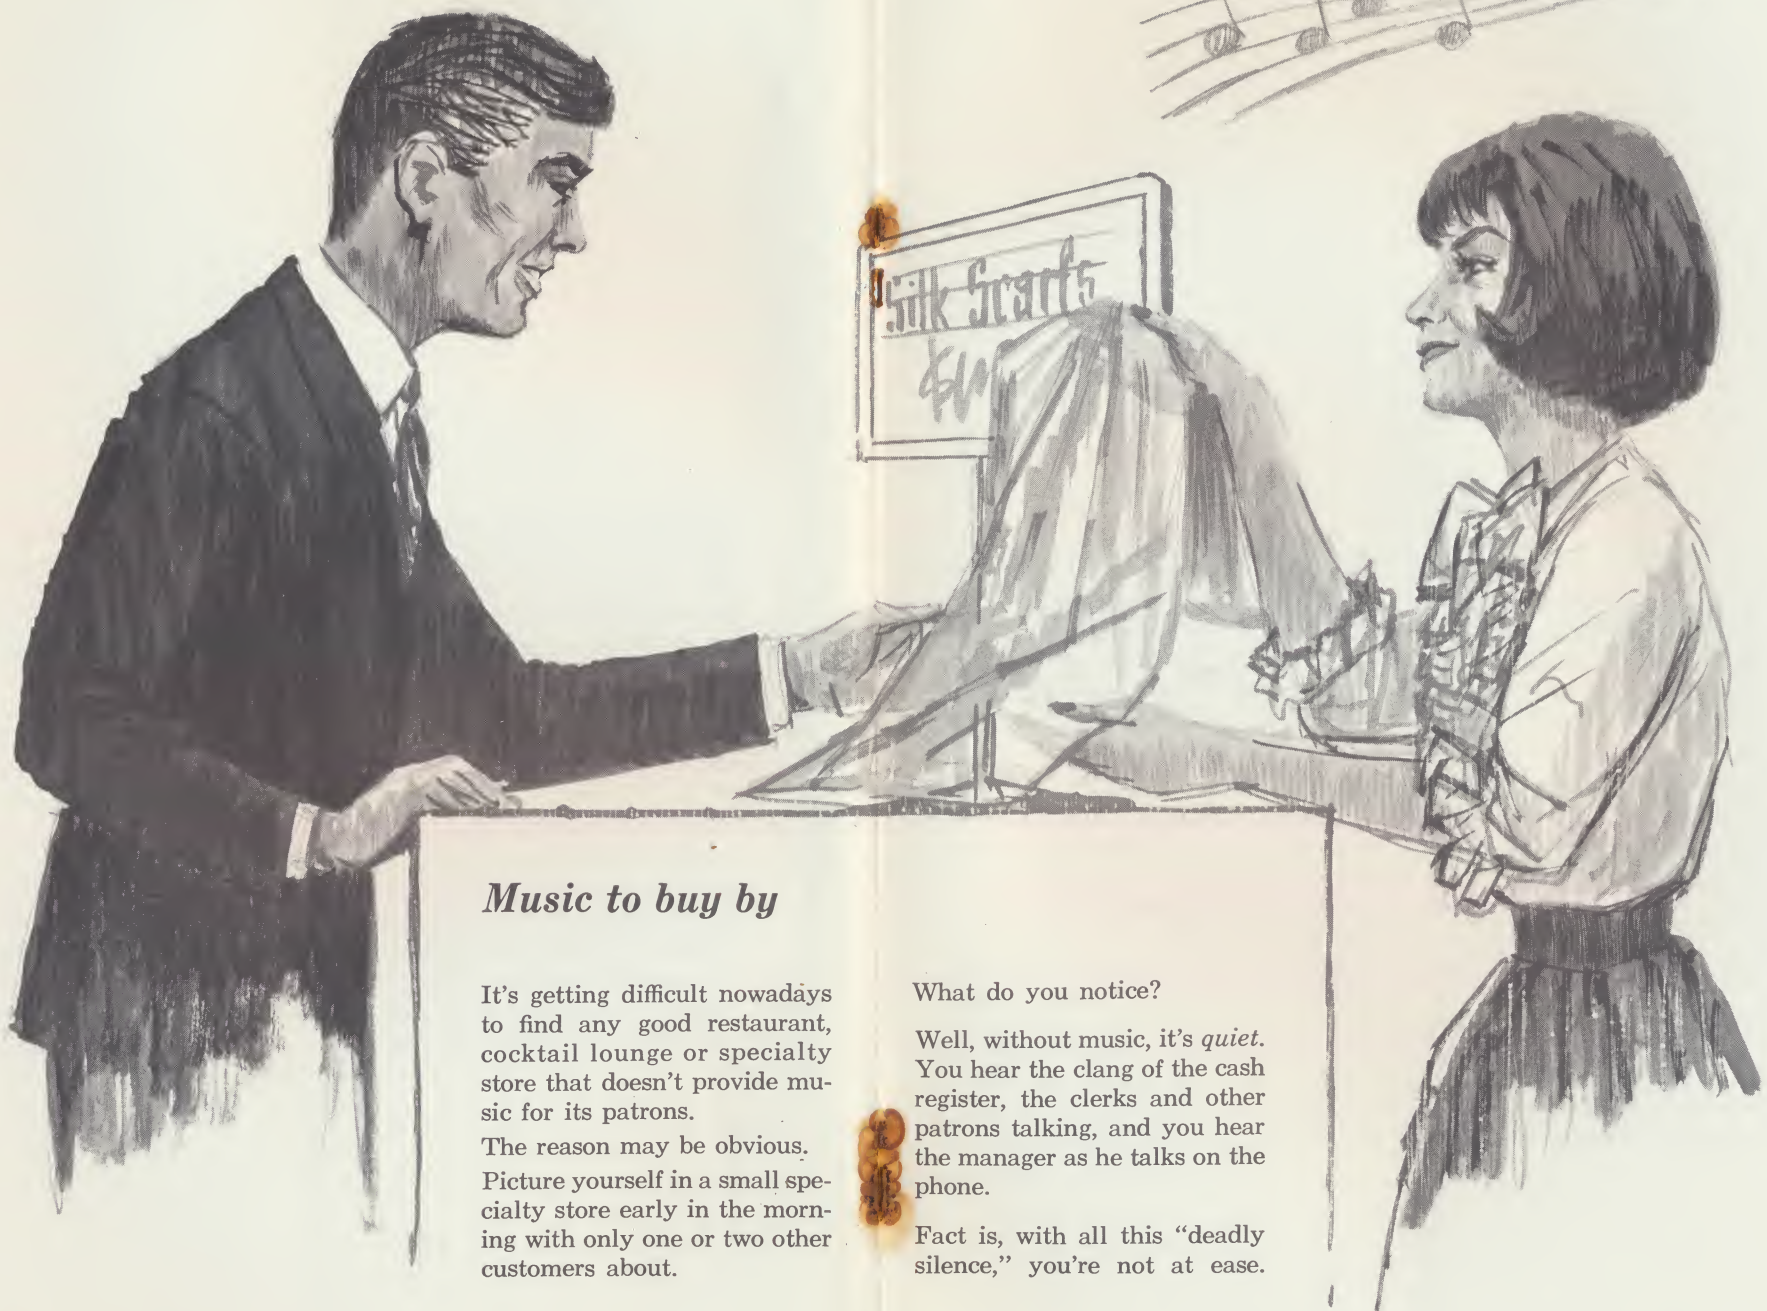 Silk Scarfs
Music to buy by
It's getting difficult nowadays
to find any good restaurant,
cocktail lounge or specialty
store that doesn't provide mu-
sic for its patrons.
The reason may be obvious.
Picture yourself in a small spe-
cialty store early in the morn-
ing with only one or two other
customers about.
What do you notice?
Well, without music, it's quiet.
You hear the clang of the cash
register, the clerks and other
patrons talking, and you hear
the manager as he talks on the
phone.
Fact is, with all this “deadly
silence,” you're not at ease.